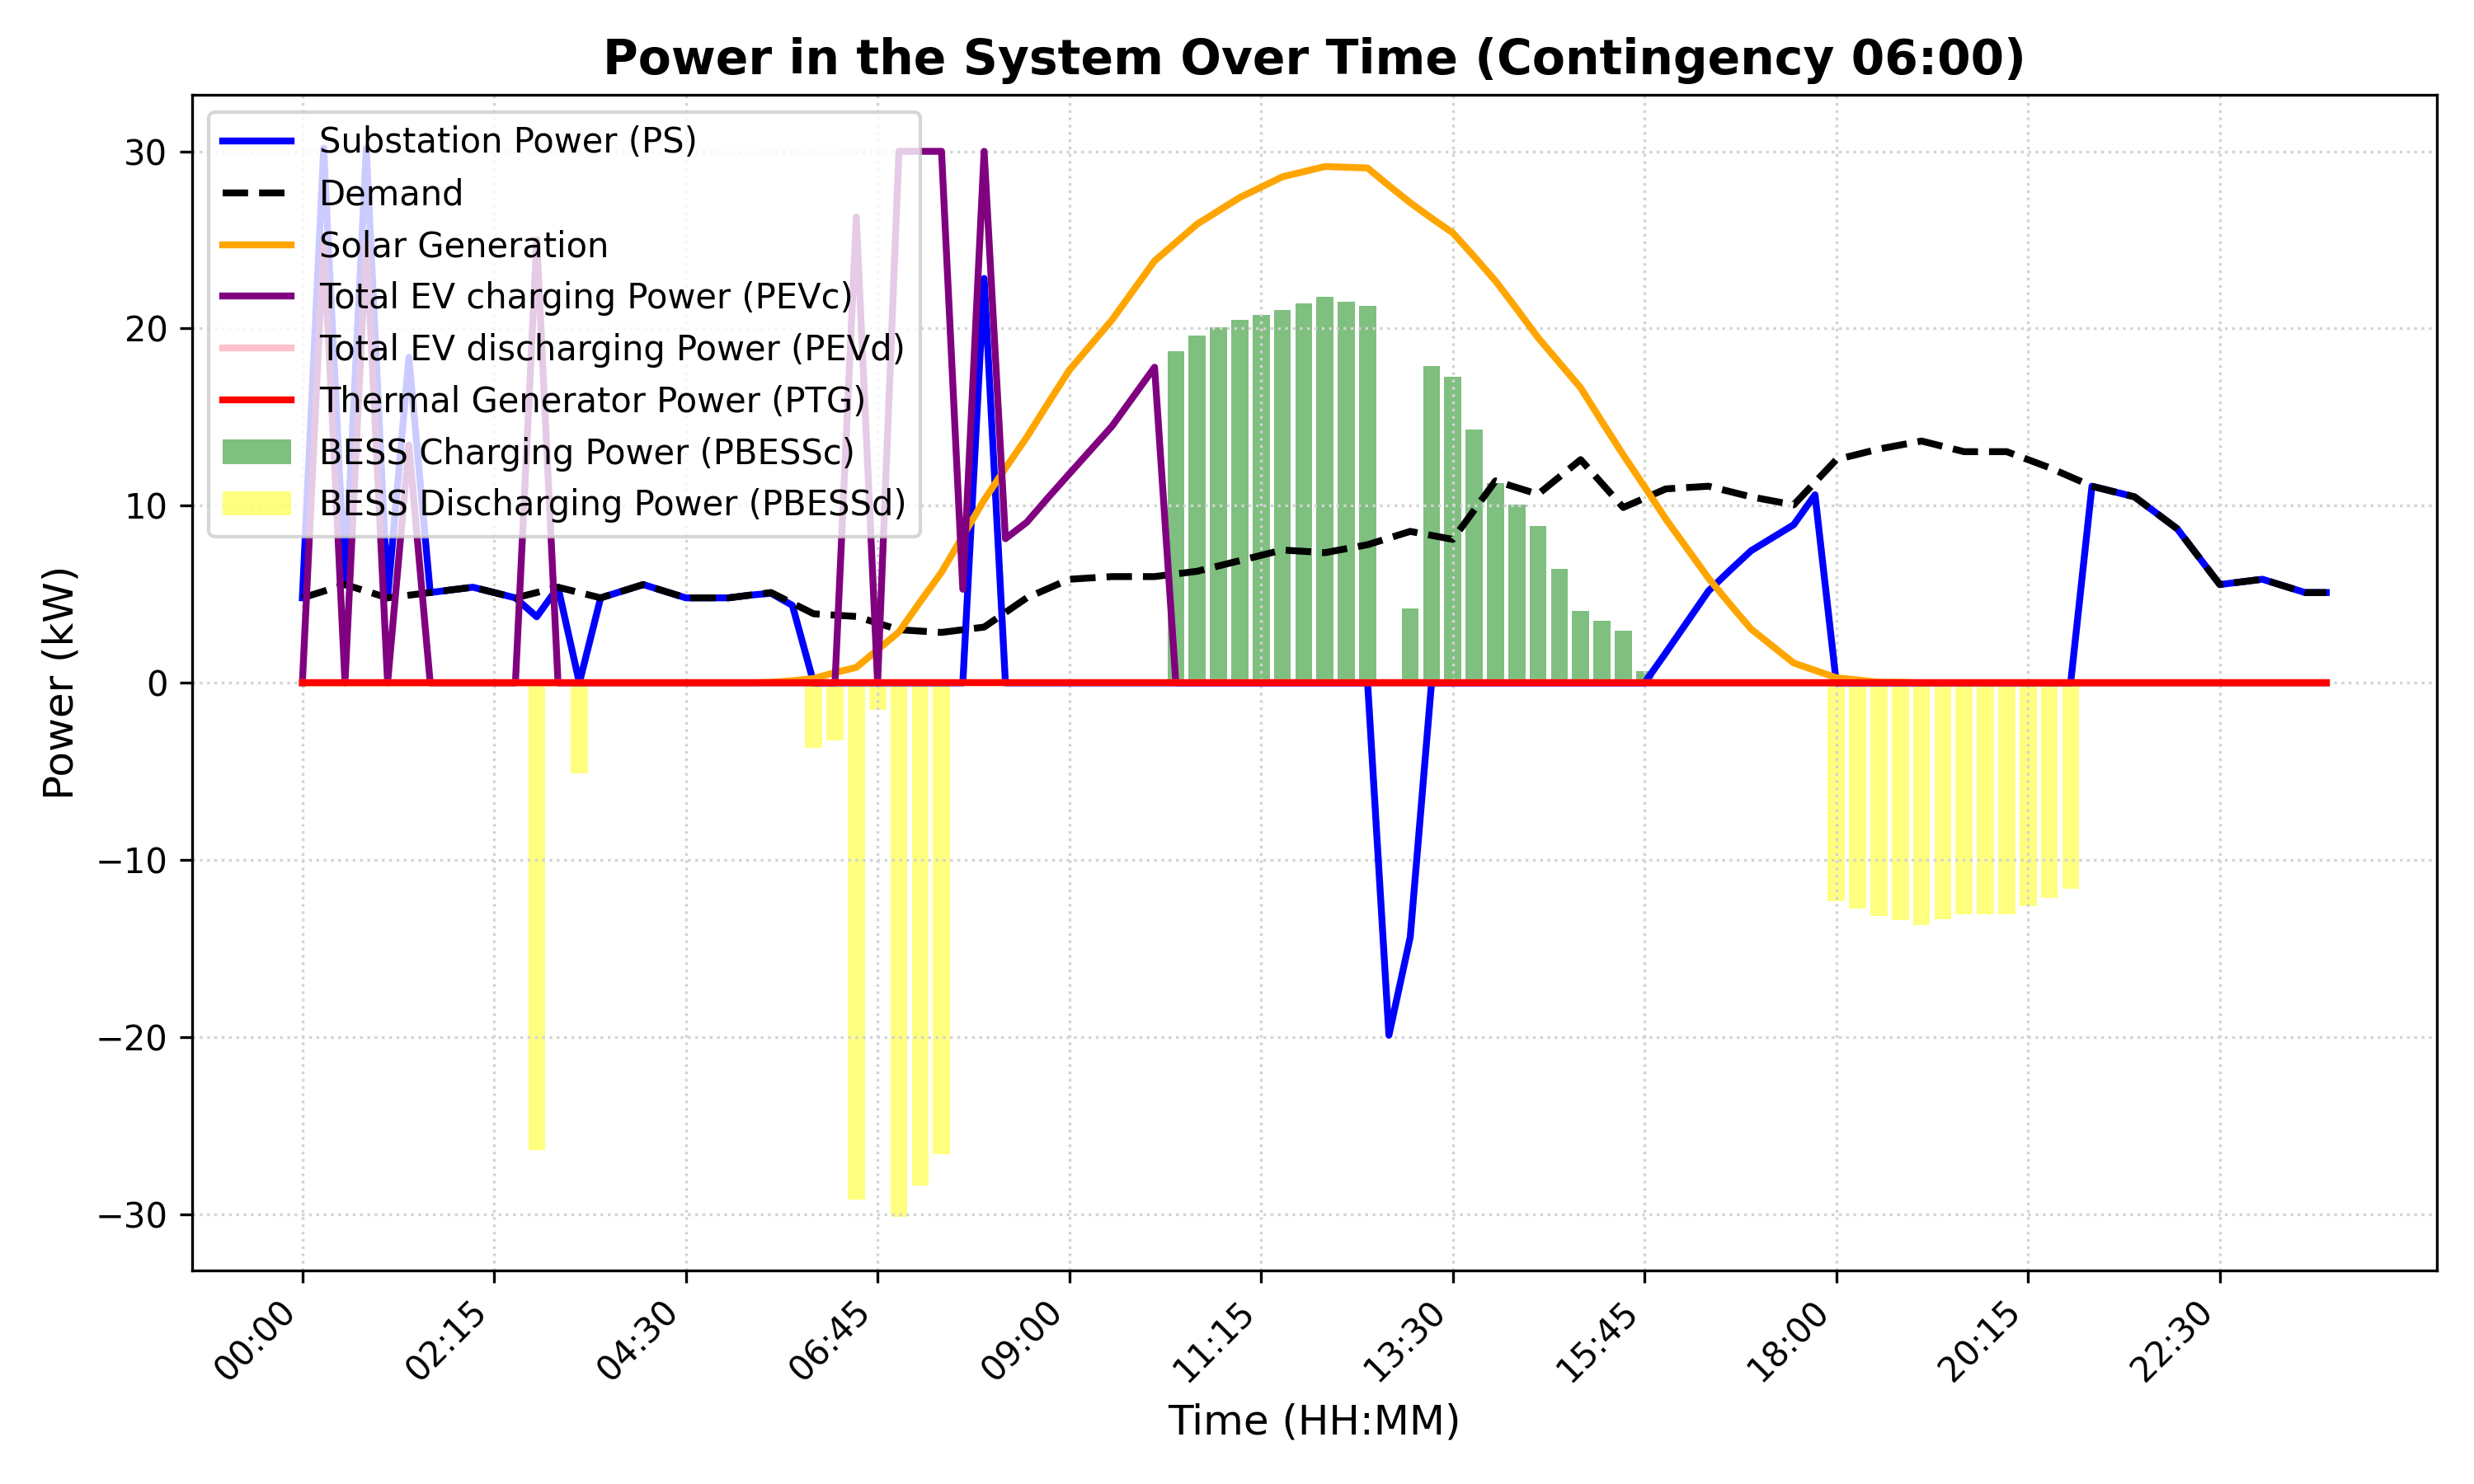 Power in the System Over Time (Contingency 06:00)
Substation Power (PS)
Demand
Solar Generation
Total EV charging Power (PEVc)
Total EV discharging Power (PEVd)
Thermal Generator Power (PTG)
BESS Charging Power (PBESSc)
BESS Discharging Power (PBESSd)
Power (kW)
30
20
10
0
−10
−20
−30
00:00
02:15
04:30
06:45
09:00
11:15
13:30
15:45
18:00
20:15
22:30
Time (HH:MM)